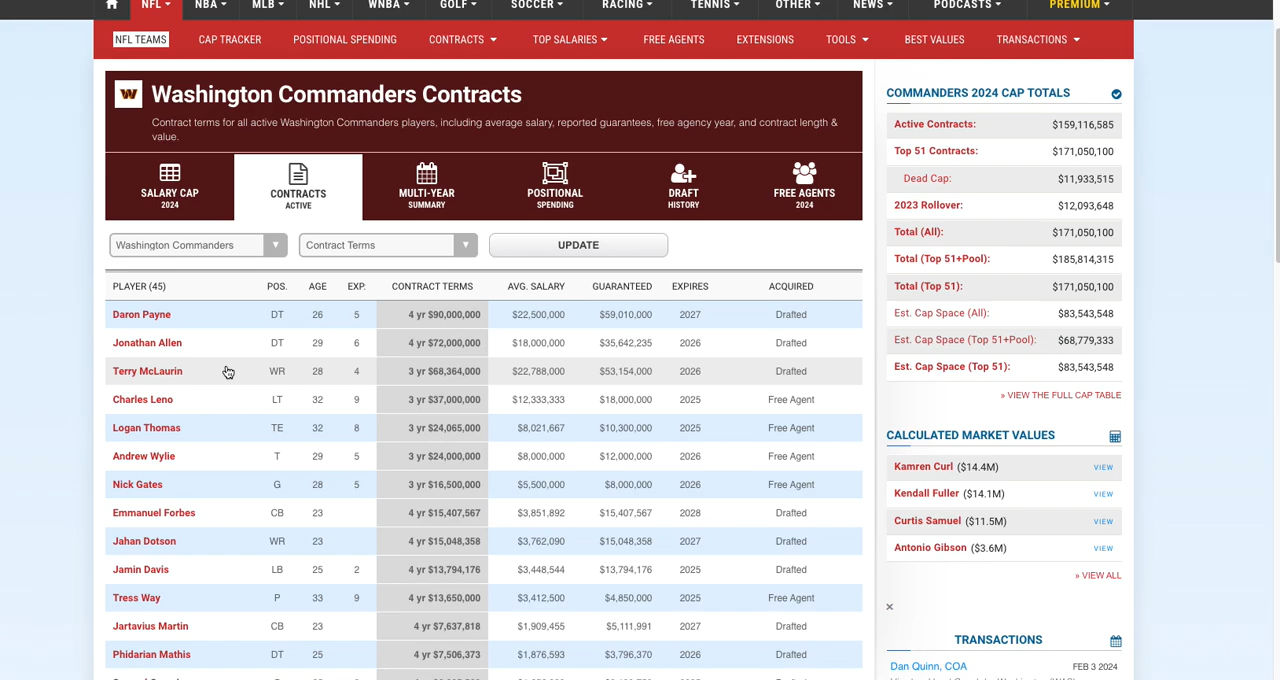 NFL NBA MLB NHL WNBA GOLF SOCCER RACING TENNIS OTHER NEWS PODCASTS PREMIUM
NFL TEAMS CAP TRACKER POSITIONAL SPENDING CONTRACTS TOP SALARIES FREE AGENTS EXTENSIONS TOOLS BEST VALUES TRANSACTIONS
W Washington Commanders Contracts
Contract terms for all active Washington Commanders players, including average salary, reported guarantees, free agency year, and contract length &
value.
SALARY CAP CONTRACTS MULTI-YEAR POSITIONAL DRAFT FREE AGENTS
2024 ACTIVE SUMMARY SPENDING HISTORY 2024
Washington Commanders Contract Terms UPDATE
PLAYER (45) POS. AGE EXP. CONTRACT TERMS AVG. SALARY GUARANTEED EXPIRES ACQUIRED
Daron Payne DT 26 5 4 yr $90,000,000 $22,500,000 $59,010,000 2027 Drafted
Jonathan Allen DT 29 6 4 yr $72,000,000 $18,000,000 $35,642,235 2026 Drafted
Terry McLaurin WR 28 4 3 yr $68,364,000 $22,788,000 $53,154,000 2026 Drafted
Charles Leno LT 32 9 3 yr $37,000,000 $12,333,333 $18,000,000 2025 Free Agent
Logan Thomas TE 32 8 3 yr $24,065,000 $8,021,667 $10,300,000 2025 Free Agent
Andrew Wylie T 29 5 3 yr $24,000,000 $8,000,000 $12,000,000 2026 Free Agent
Nick Gates G 28 5 3 yr $16,500,000 $5,500,000 $8,000,000 2026 Free Agent
Emmanuel Forbes CB 23 4 yr $15,407,567 $3,851,892 $15,407,567 2028 Drafted
Jahan Dotson WR 23 4 yr $15,048,358 $3,762,090 $15,048,358 2027 Drafted
Jamin Davis LB 25 2 4 yr $13,794,176 $3,448,544 $13,794,176 2025 Drafted
Tress Way P 33 9 4 yr $13,650,000 $3,412,500 $4,850,000 2025 Free Agent
Jartavius Martin CB 23 4 yr $7,637,818 $1,909,455 $5,111,991 2027 Drafted
Phidarian Mathis DT 25 4 yr $7,506,373 $1,876,593 $3,796,370 2026 Drafted
COMMANDERS 2024 CAP TOTALS
Active Contracts: $159,116,585
Top 51 Contracts: $171,050,100
Dead Cap: $11,933,515
2023 Rollover: $12,093,648
Total (All): $171,050,100
Total (Top 51+Pool): $185,814,315
Total (Top 51): $171,050,100
Est. Cap Space (All): $83,543,548
Est. Cap Space (Top 51+Pool): $68,779,333
Est. Cap Space (Top 51): $83,543,548
» VIEW THE FULL CAP TABLE
CALCULATED MARKET VALUES
Kamren Curl ($14.4M) VIEW
Kendall Fuller ($14.1M) VIEW
Curtis Samuel ($11.5M) VIEW
Antonio Gibson ($3.6M) VIEW
» VIEW ALL
×
TRANSACTIONS
Dan Quinn, COA FEB 3 2024